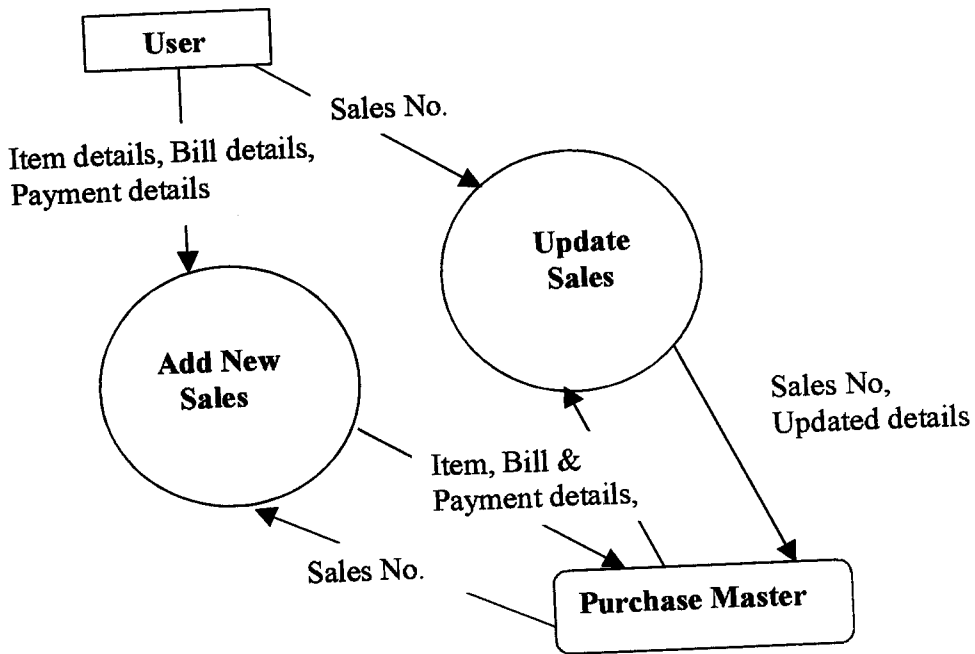 User
Sales No.
Item details, Bill details,
Payment details
Update
Sales
Add New
Sales
Sales No,
Updated details
Item, Bill &
Payment details,
Sales No.
Purchase Master